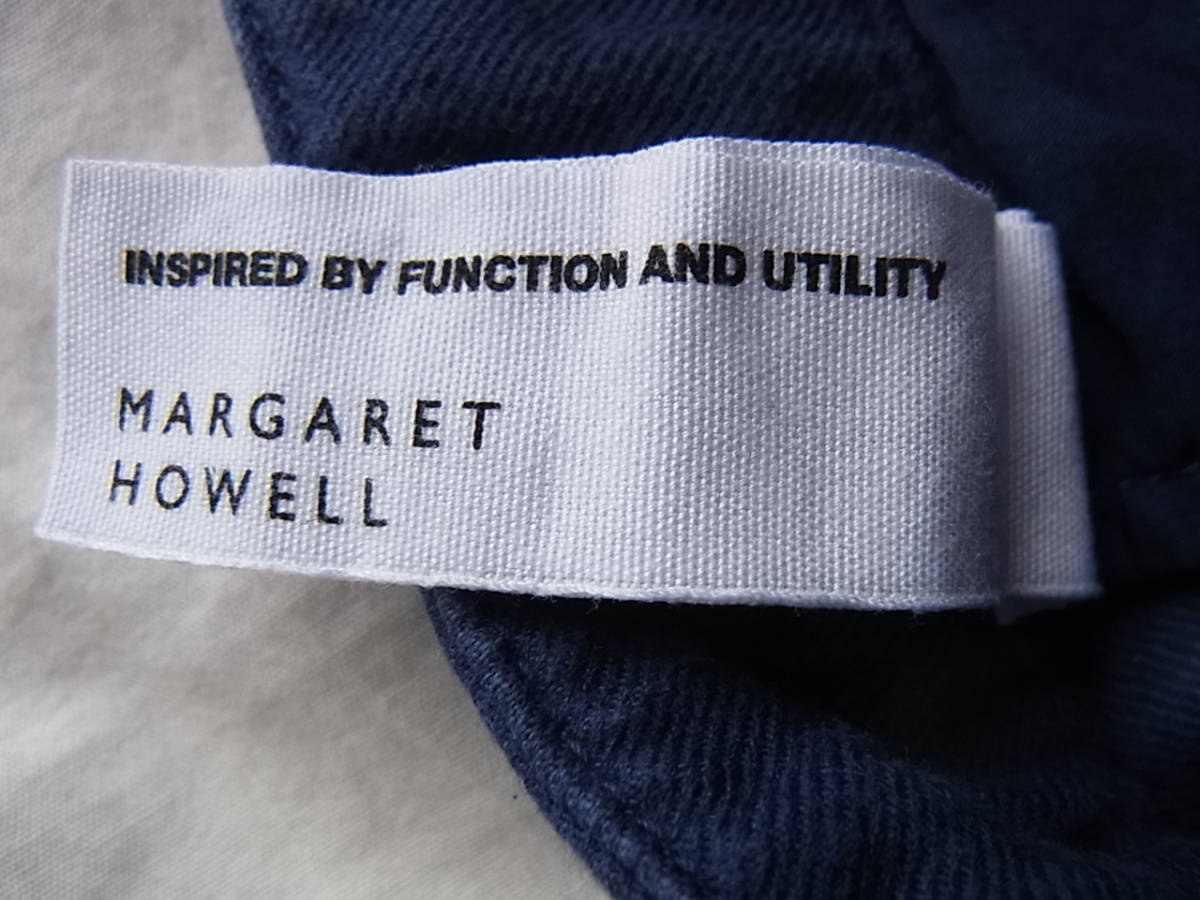 INSPIRED BY FUNCTION AND UTILITY
MARGARET
HOWELL